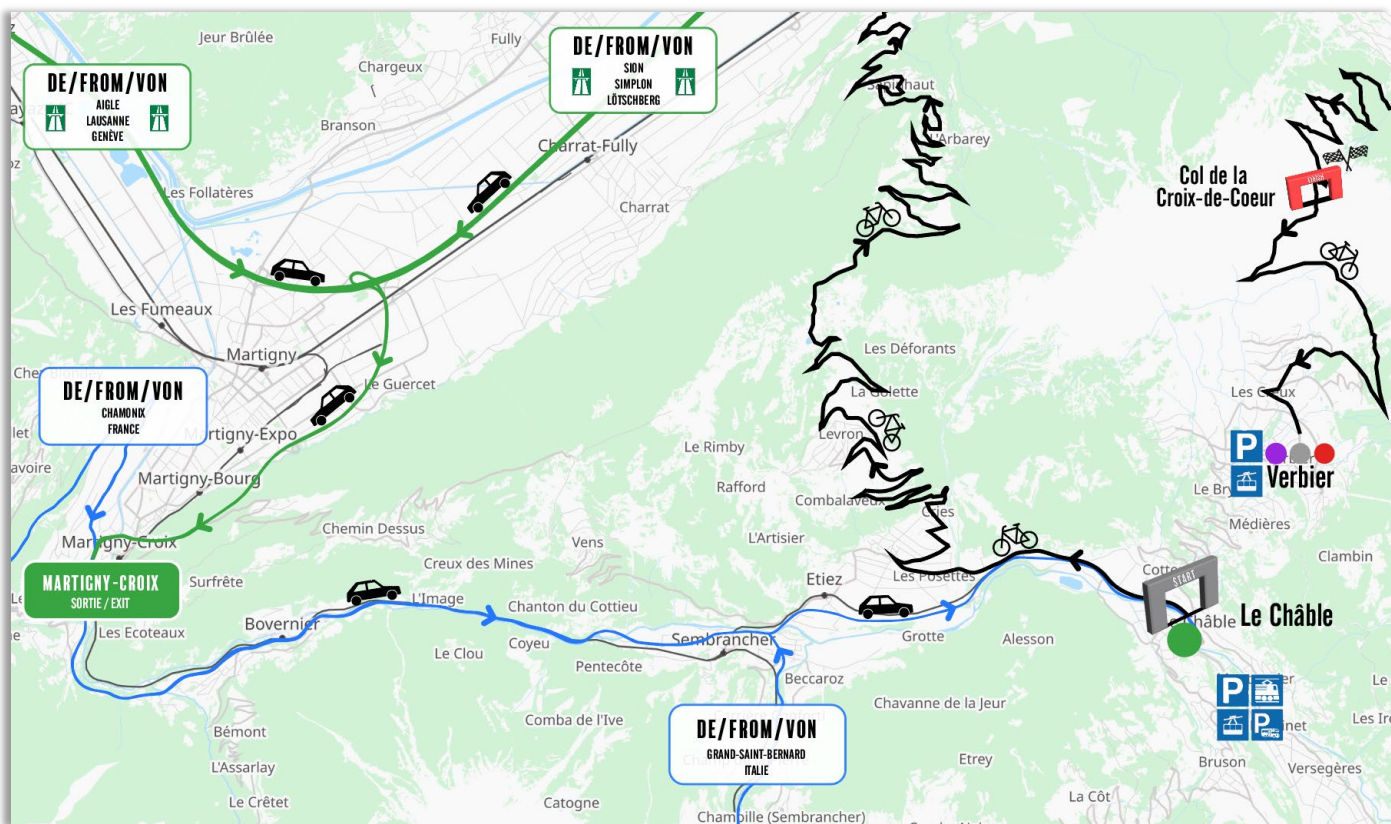 Jeur Brûlée
Fully
DE/FROM/VON
SION
SIMPLON
LÖTSCHBERG
DE/FROM/VON
AIGLE
LAUSANNE
GENÈVE
Chargeux
Branson
Charrat-Fully
L'Arbarey
Les Follatères
Charrat
Col de la
Croix-de-Coeur
FINISH
Les Fumeaux
Martigny
Le Guercet
Les Déforants
La Golette
DE/FROM/VON
CHAMONIX
FRANCE
Martigny-Expo
Levron
Le Rimby
Martigny-Bourg
Rafford
Combalaveux
P
Verbier
Médières
Chemin Dessus
Vens
L'Artisier
Martigny-Croix
Creux des Mines
Clambin
MARTIGNY-CROIX
SORTIE / EXIT
Surfrête
L'Image
Chanton du Cottieu
Etiez
Les Posettes
START
Le Châble
Les Ecoteaux
Bovernier
Le Clou
Coyeu
Sembrancher
Grotte
Alesson
Pentecôte
Beccaroz
P
P
Bémont
Comba de l'Ive
DE/FROM/VON
GRAND-SAINT-BERNARD
ITALIE
Chavanne de la Jeur
L'Assarlay
Etrey
Bruson
Versegères
Le Crêtet
Catogne
La Côt
Chamoille (Sembrancher)